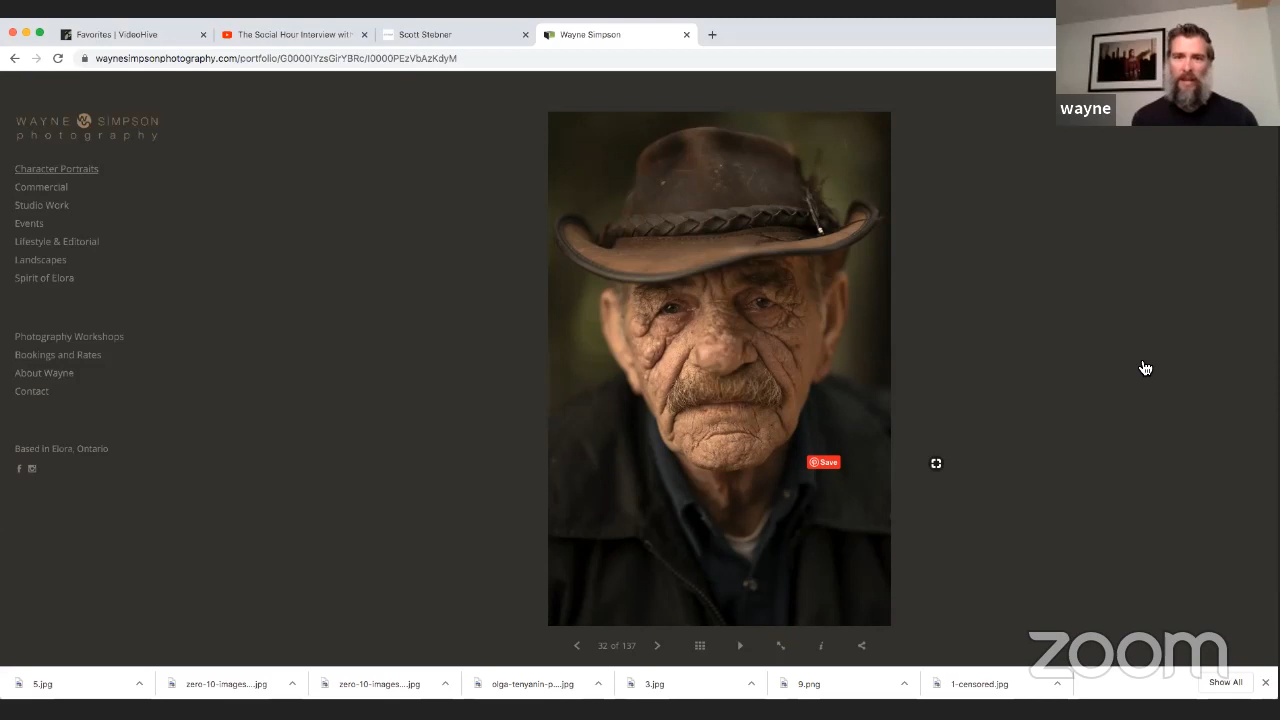 Favorites | VideoHive
The Social Hour Interview with
Scott Stebner
Wayne Simpson
waynesimpsonphotography.com/portfolio/G0000IYzsGirYBRc/I0000PEzVbAzKdyM
wayne
WAYNE SIMPSON
photography
Character Portraits
Commercial
Studio Work
Events
Lifestyle & Editorial
Landscapes
Spirit of Elora
Photography Workshops
Bookings and Rates
About Wayne
Contact
Based in Elora, Ontario
Save
32 of 137
zoom
5.jpg
zero-10-images....jpg
zero-10-images....jpg
olga-tenyanin-p....jpg
3.jpg
9.png
1-censored.jpg
Show All